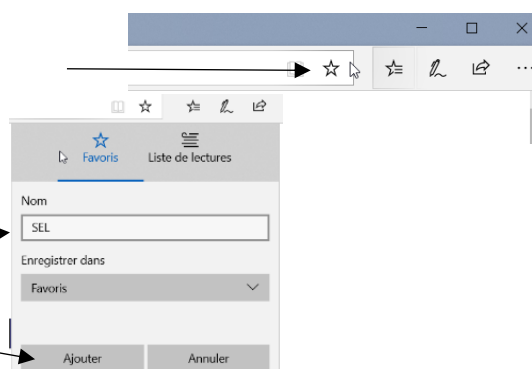 Favoris Liste de lectures
Nom
SEL
Enregistrer dans
Favoris
Ajouter Annuler